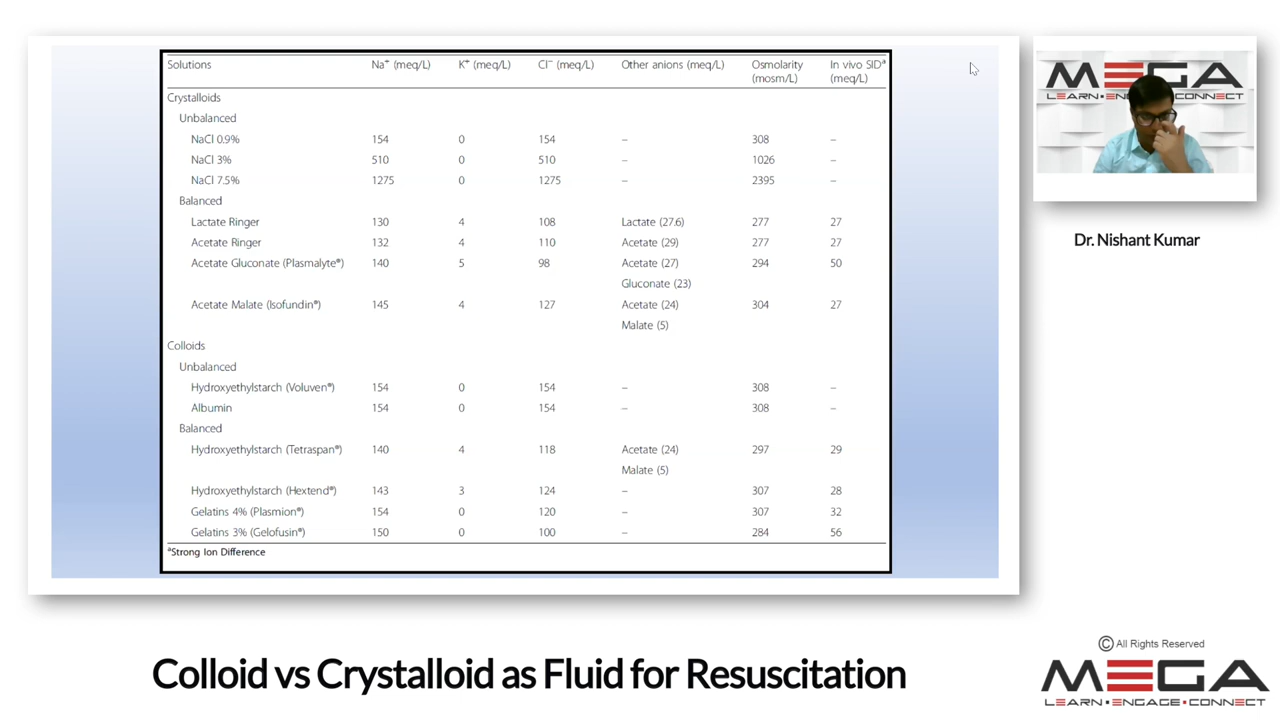 Solutions Na⁺ (meq/L) K⁺ (meq/L) Cl⁻ (meq/L) Other anions (meq/L) Osmolarity (mosm/L) In vivo SIDᵃ (meq/L)
Crystalloids
Unbalanced
NaCl 0.9% 154 0 154 – 308 –
NaCl 3% 510 0 510 – 1026 –
NaCl 7.5% 1275 0 1275 – 2395 –
Balanced
Lactate Ringer 130 4 108 Lactate (27.6) 277 27
Acetate Ringer 132 4 110 Acetate (29) 277 27
Acetate Gluconate (Plasmalyte®) 140 5 98 Acetate (27) 294 50
Gluconate (23)
Acetate Malate (Isofundin®) 145 4 127 Acetate (24) 304 27
Malate (5)
Colloids
Unbalanced
Hydroxyethylstarch (Voluven®) 154 0 154 – 308 –
Albumin 154 0 154 – 308 –
Balanced
Hydroxyethylstarch (Tetraspan®) 140 4 118 Acetate (24) 297 29
Malate (5)
Hydroxyethylstarch (Hextend®) 143 3 124 – 307 28
Gelatins 4% (Plasmion®) 154 0 120 – 307 32
Gelatins 3% (Gelofusin®) 150 0 100 – 284 56
ᵃStrong Ion Difference
MEGA
LEARN•ENGAGE•CONNECT
Dr. Nishant Kumar
Colloid vs Crystalloid as Fluid for Resuscitation
© All Rights Reserved
MEGA
LEARN•ENGAGE•CONNECT